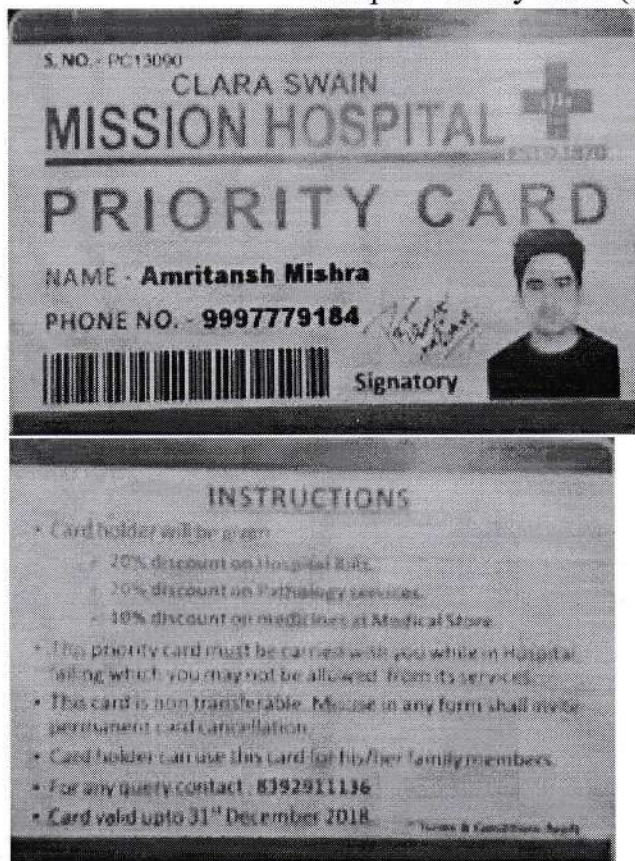 S. NO. - PC13090
CLARA SWAIN
MISSION HOSPITAL
ESTD 1870
PRIORITY CARD
NAME - Amritansh Mishra
PHONE NO. - 9997779184
Signatory
INSTRUCTIONS
• Card holder will be given
20% discount on Hospital Bills.
20% discount on Pathology services.
10% discount on medicines at Medical Store
• This priority card must be carried with you while in Hospital,
failing which you may not be allowed from its services.
• This card is non transferable. Misuse in any form shall invite
permanent card cancellation.
• Card holder can use this card for his/her family members.
• For any query contact : 8392911136
• Card valid upto 31st December 2018
* Terms & Conditions Apply